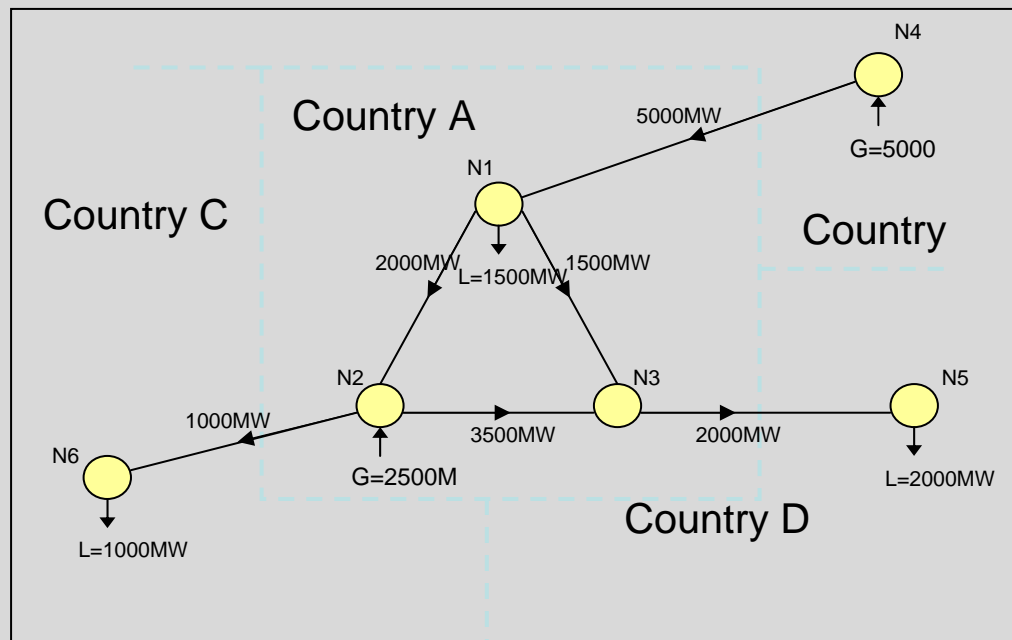 N4
Country A
5000MW
G=5000
N1
Country C
Country
2000MW
L=1500MW
1500MW
N2
N3
N5
1000MW
3500MW
2000MW
N6
G=2500M
L=2000MW
Country D
L=1000MW